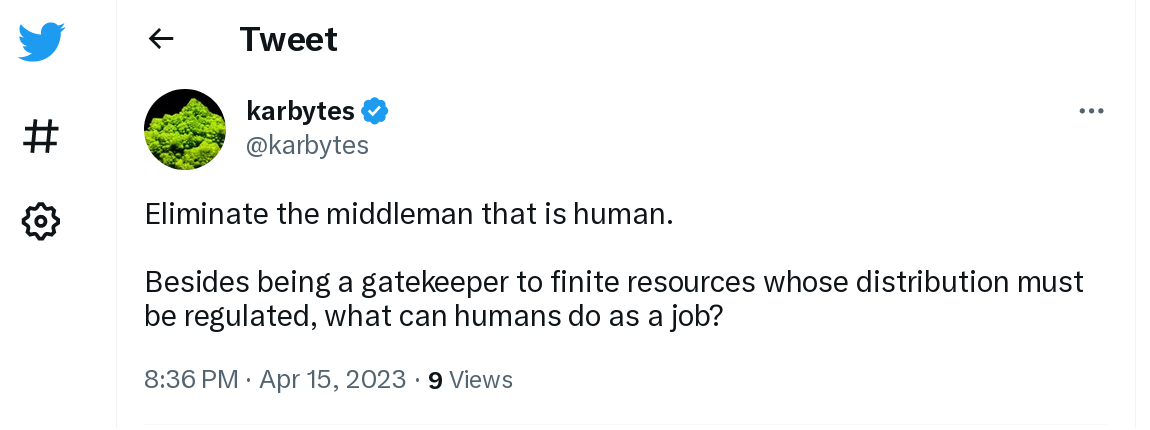 Tweet
karbytes
@karbytes
Eliminate the middleman that is human.
Besides being a gatekeeper to finite resources whose distribution must
be regulated, what can humans do as a job?
8:36 PM · Apr 15, 2023 · 9 Views